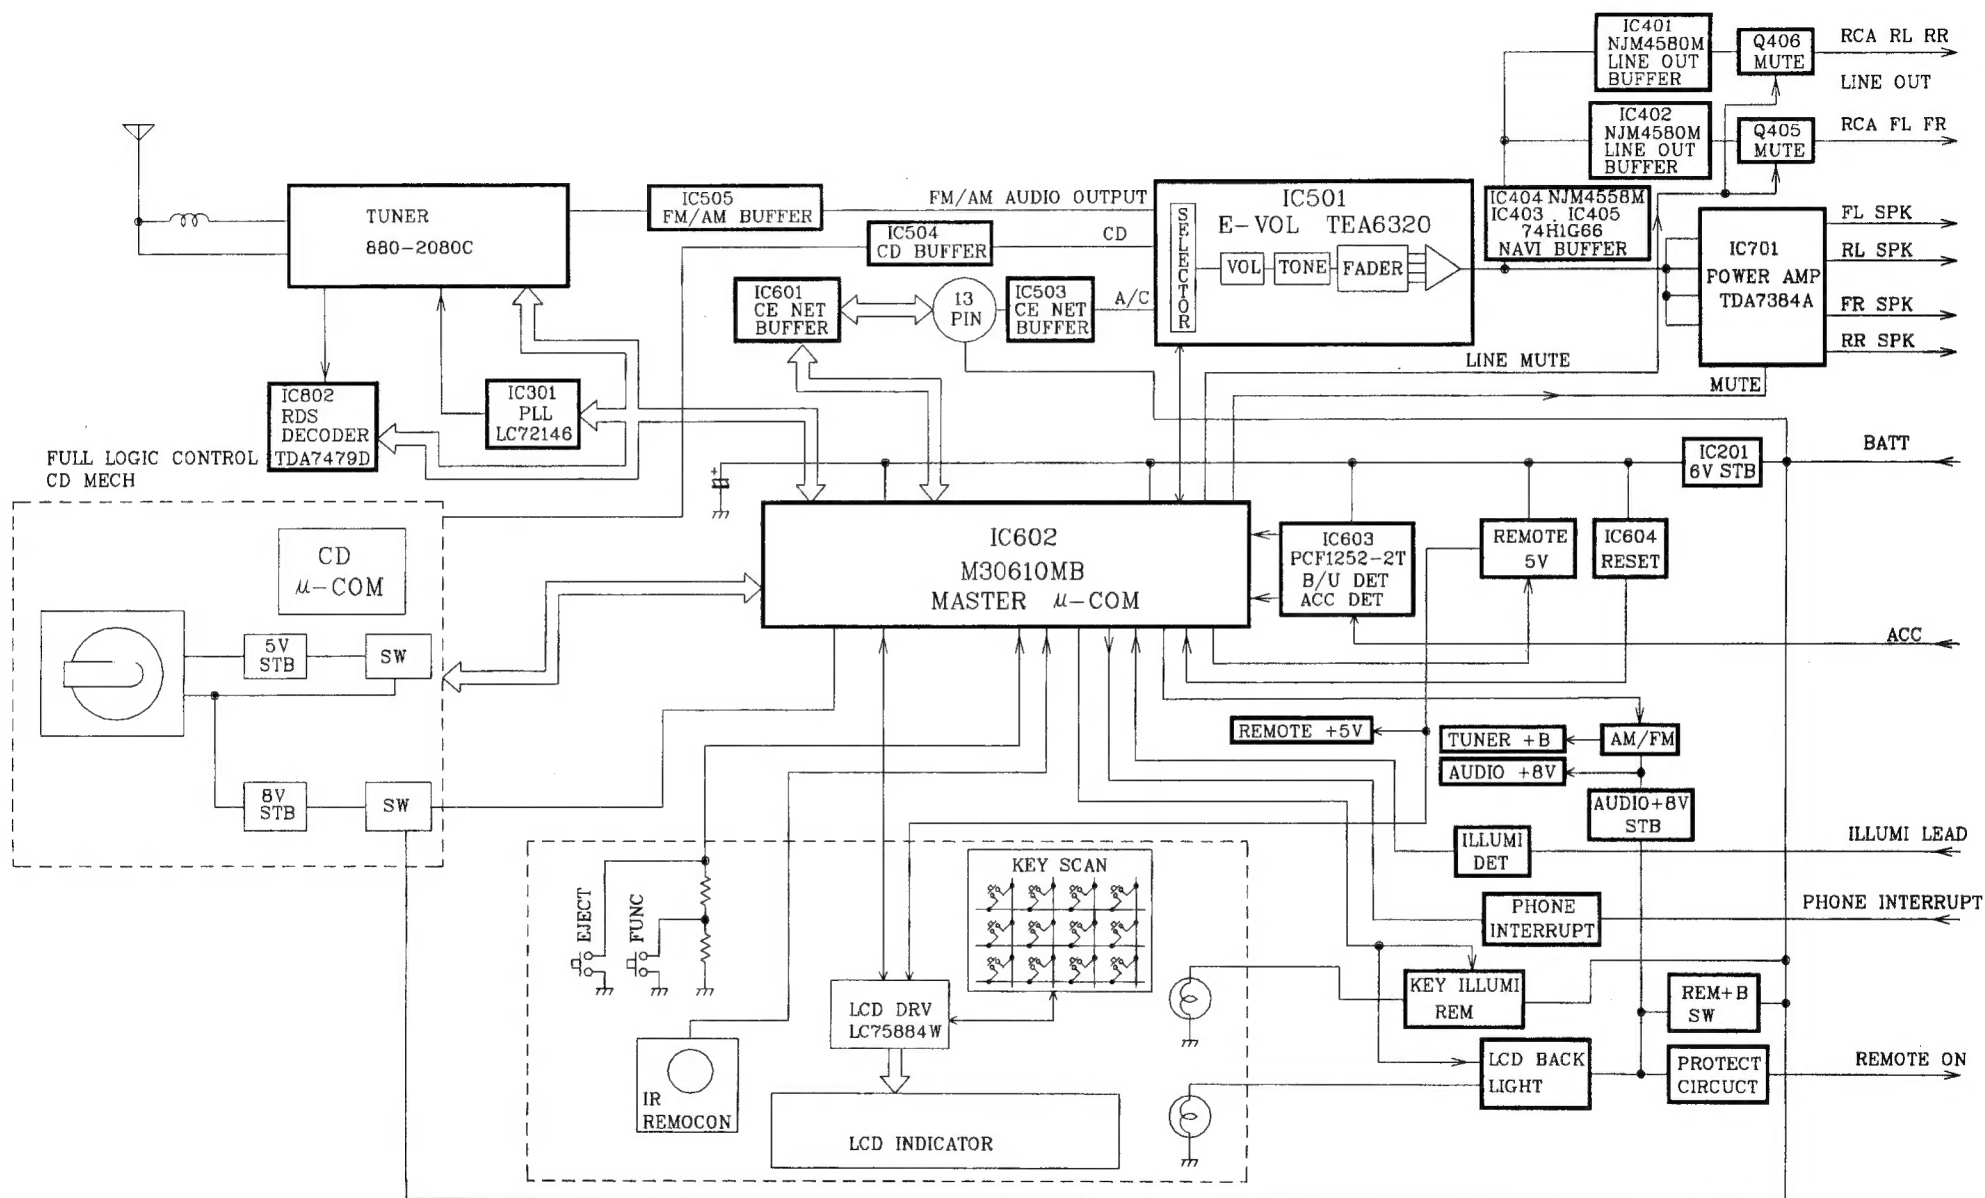 IC401
NJM4580M
LINE OUT
BUFFER
Q406
MUTE
RCA RL RR
LINE OUT
IC402
NJM4580M
LINE OUT
BUFFER
Q405
MUTE
RCA FL FR
TUNER
880-2080C
IC505
FM/AM BUFFER
FM/AM AUDIO OUTPUT
IC504
CD BUFFER
CD
IC601
CE NET
BUFFER
13
PIN
IC503
CE NET
BUFFER
A/C
IC501
E-VOL TEA6320
SELECTOR
VOL
TONE
FADER
IC404 NJM4558M
IC403 . IC405
74H1G66
NAVI BUFFER
IC701
POWER AMP
TDA7384A
FL SPK
RL SPK
FR SPK
RR SPK
LINE MUTE
MUTE
IC802
RDS
DECODER
TDA7479D
IC301
PLL
LC72146
FULL LOGIC CONTROL
CD MECH
+
IC201
6V STB
BATT
CD
μ-COM
5V
STB
SW
8V
STB
SW
IC602
M30610MB
MASTER μ-COM
IC603
PCF1252-2T
B/U DET
ACC DET
REMOTE
5V
IC604
RESET
ACC
REMOTE +5V
TUNER +B
AM/FM
AUDIO +8V
AUDIO+8V
STB
ILLUMI
DET
ILLUMI LEAD
PHONE
INTERRUPT
PHONE INTERRUPT
EJECT
FUNC
KEY SCAN
LCD DRV
LC75884W
IR
REMOCON
LCD INDICATOR
KEY ILLUMI
REM
REM+B
SW
LCD BACK
LIGHT
PROTECT
CIRCUCT
REMOTE ON